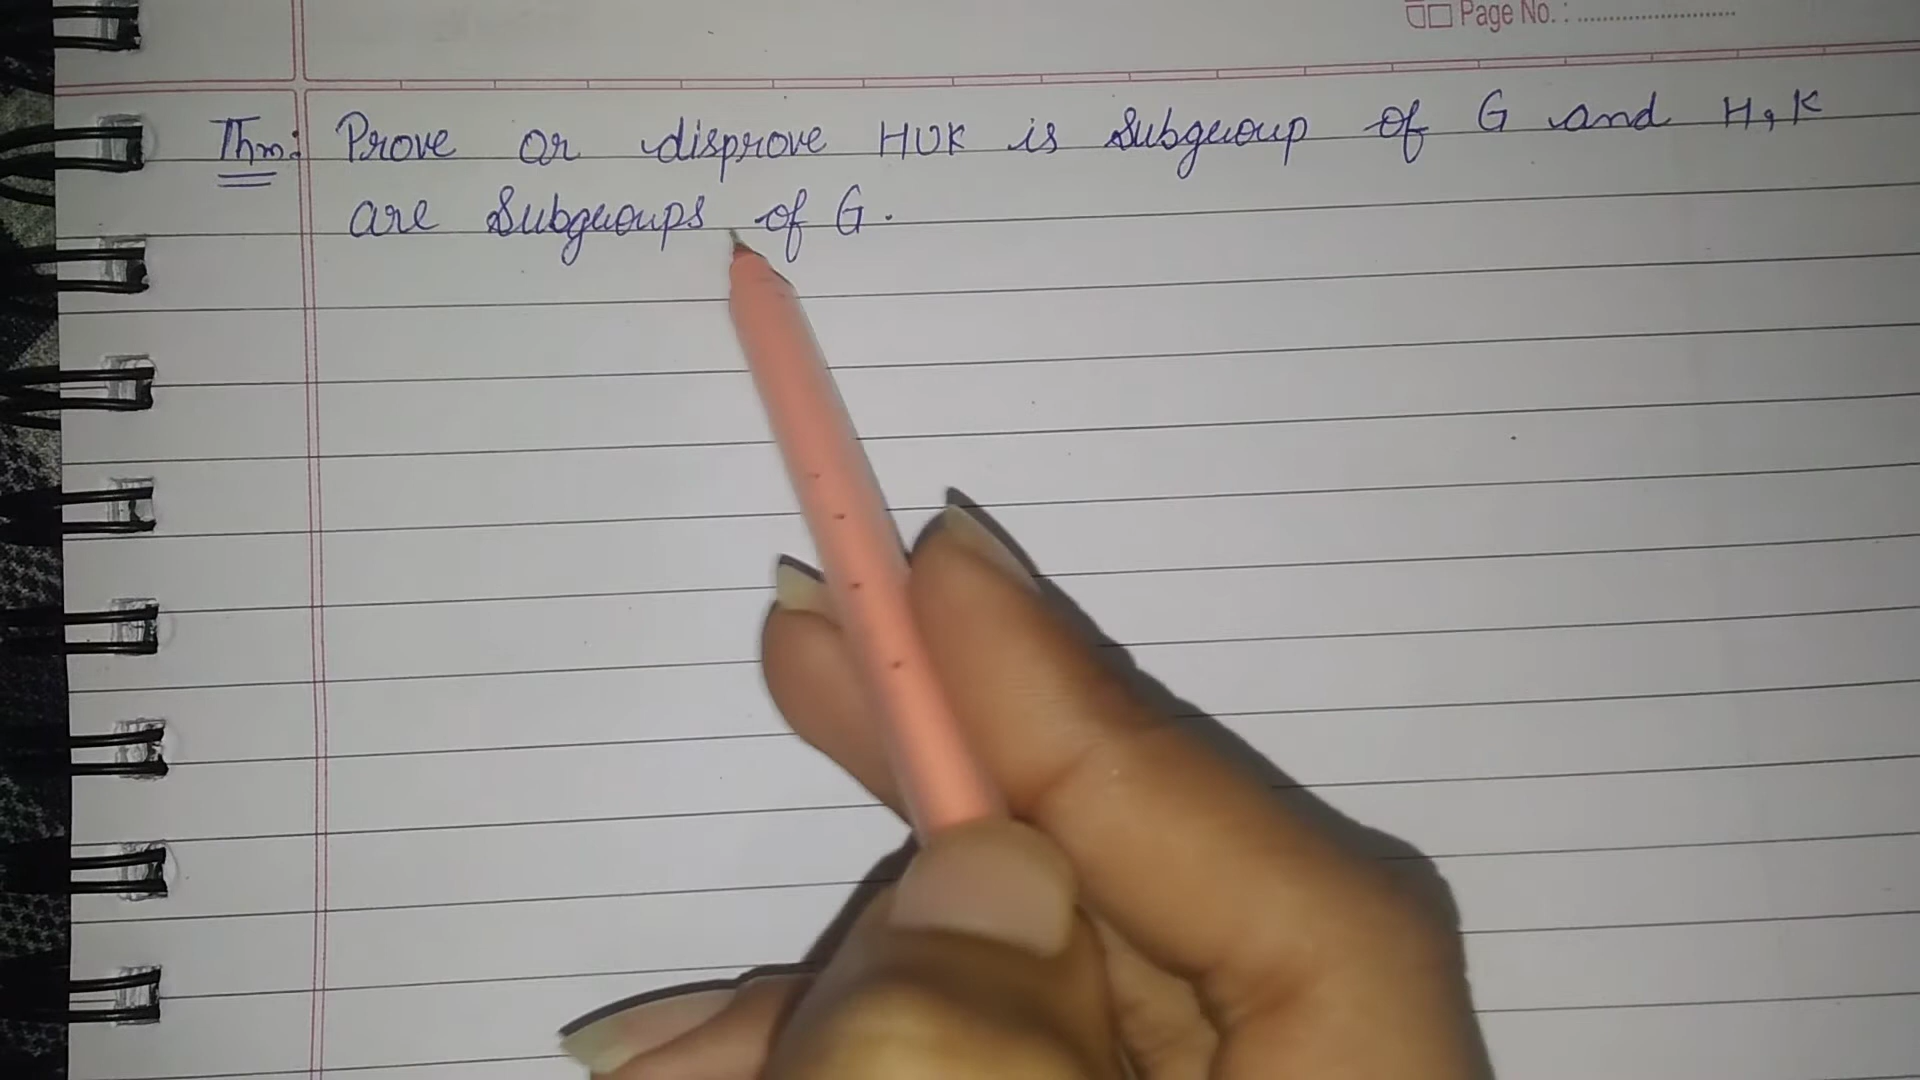 Page No. :
Thm: Prove or disprove HUK is subgroup of G and H, K
are subgroups of G.